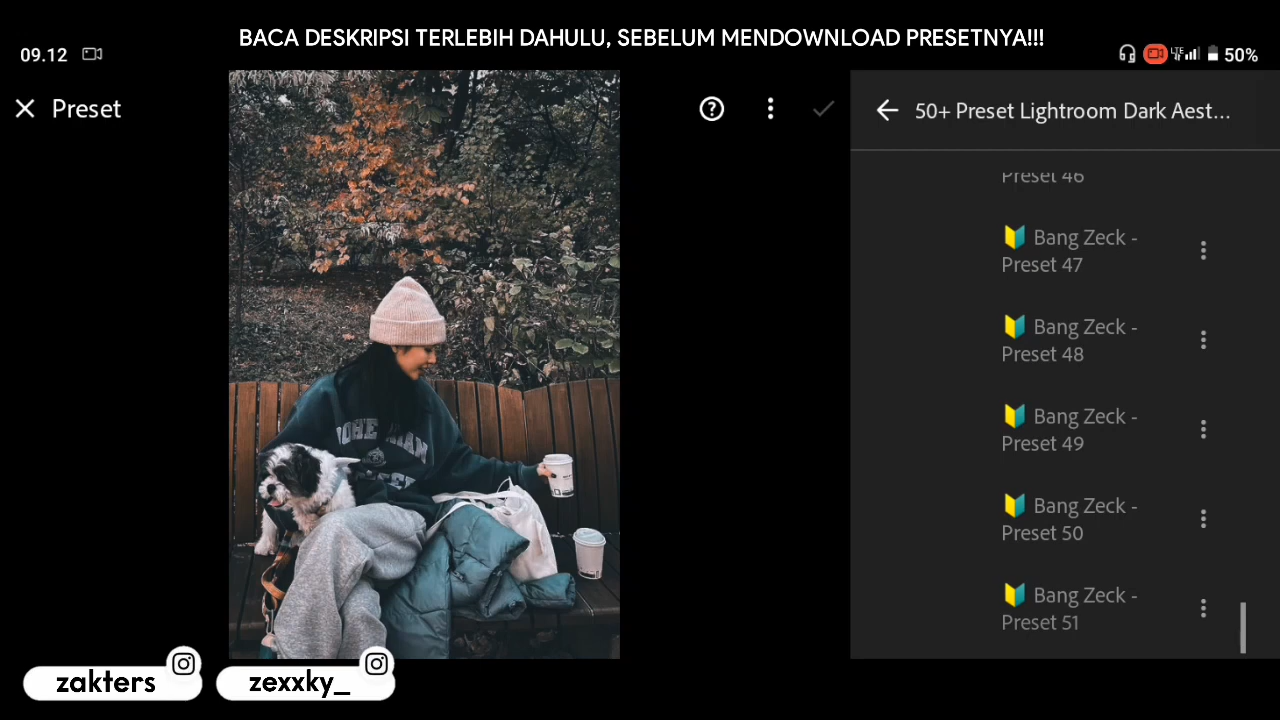 BACA DESKRIPSI TERLEBIH DAHULU, SEBELUM MENDOWNLOAD PRESETNYA!!!
09.12
LTE
50%
Preset
50+ Preset Lightroom Dark Aest...
Preset 46
🔰 Bang Zeck -
Preset 47
🔰 Bang Zeck -
Preset 48
🔰 Bang Zeck -
Preset 49
🔰 Bang Zeck -
Preset 50
🔰 Bang Zeck -
Preset 51
zakters
zexxky_